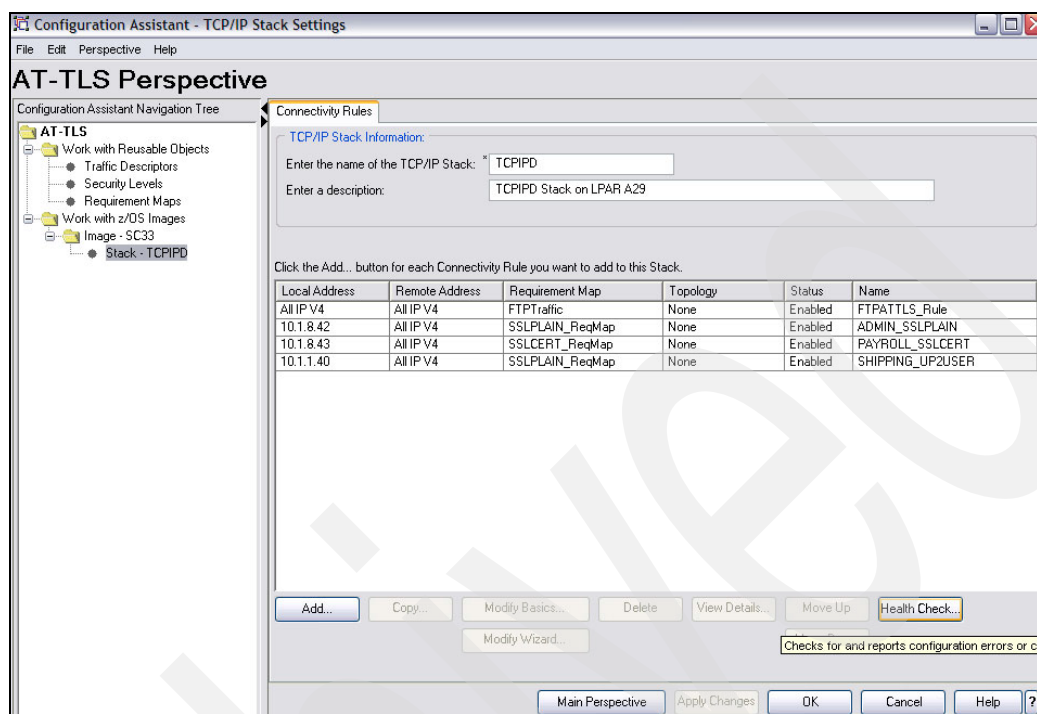 Configuration Assistant - TCP/IP Stack Settings
File Edit Perspective Help
AT-TLS Perspective
Configuration Assistant Navigation Tree
AT-TLS
Work with Reusable Objects
Traffic Descriptors
Security Levels
Requirement Maps
Work with z/OS Images
Image - SC33
Stack - TCPIPD
Connectivity Rules
TCP/IP Stack Information:
Enter the name of the TCP/IP Stack: * TCPIPD
Enter a description: TCPIPD Stack on LPAR A29
Click the Add... button for each Connectivity Rule you want to add to this Stack.
Local Address Remote Address Requirement Map Topology Status Name
All IP V4 All IP V4 FTPTraffic None Enabled FTPATTLS_Rule
10.1.8.42 All IP V4 SSLPLAIN_ReqMap None Enabled ADMIN_SSLPLAIN
10.1.8.43 All IP V4 SSLCERT_ReqMap None Enabled PAYROLL_SSLCERT
10.1.1.40 All IP V4 SSLPLAIN_ReqMap None Enabled SHIPPING_UP2USER
Add... Copy... Modify Basics... Delete View Details... Move Up Health Check...
Modify Wizard...
Checks for and reports configuration errors or c
Main Perspective Apply Changes OK Cancel Help ?